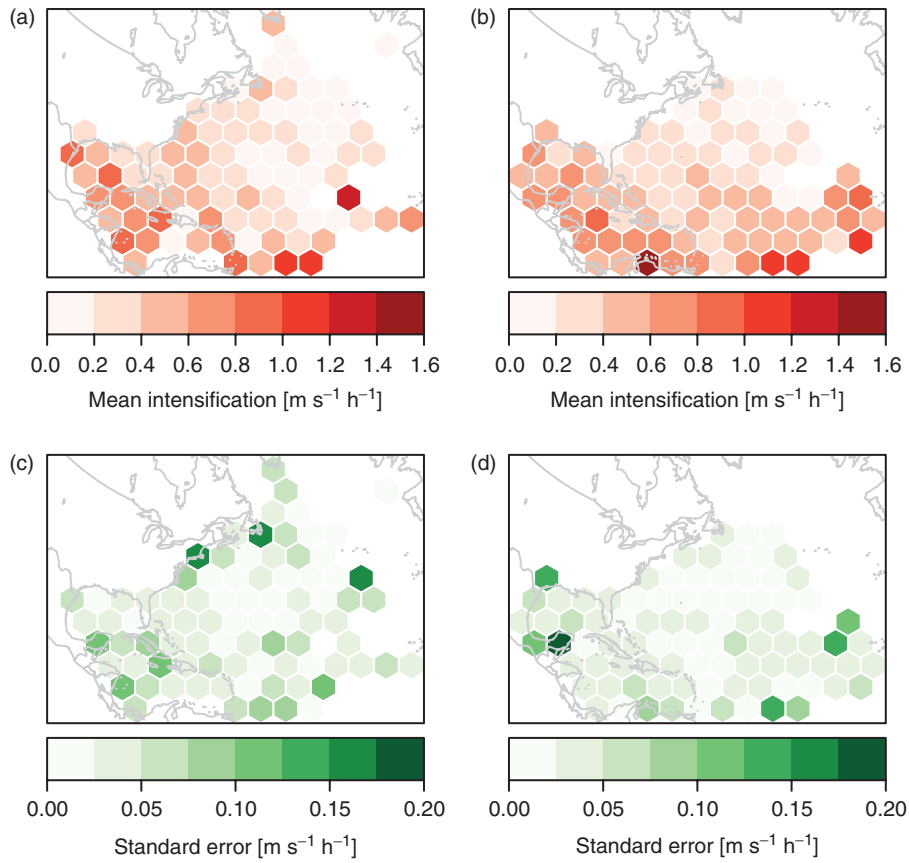 (a)
(b)
0.0 0.2 0.4 0.6 0.8 1.0 1.2 1.4 1.6
Mean intensification [m s⁻¹ h⁻¹]
0.0 0.2 0.4 0.6 0.8 1.0 1.2 1.4 1.6
Mean intensification [m s⁻¹ h⁻¹]
(c)
(d)
0.00 0.05 0.10 0.15 0.20
Standard error [m s⁻¹ h⁻¹]
0.00 0.05 0.10 0.15 0.20
Standard error [m s⁻¹ h⁻¹]